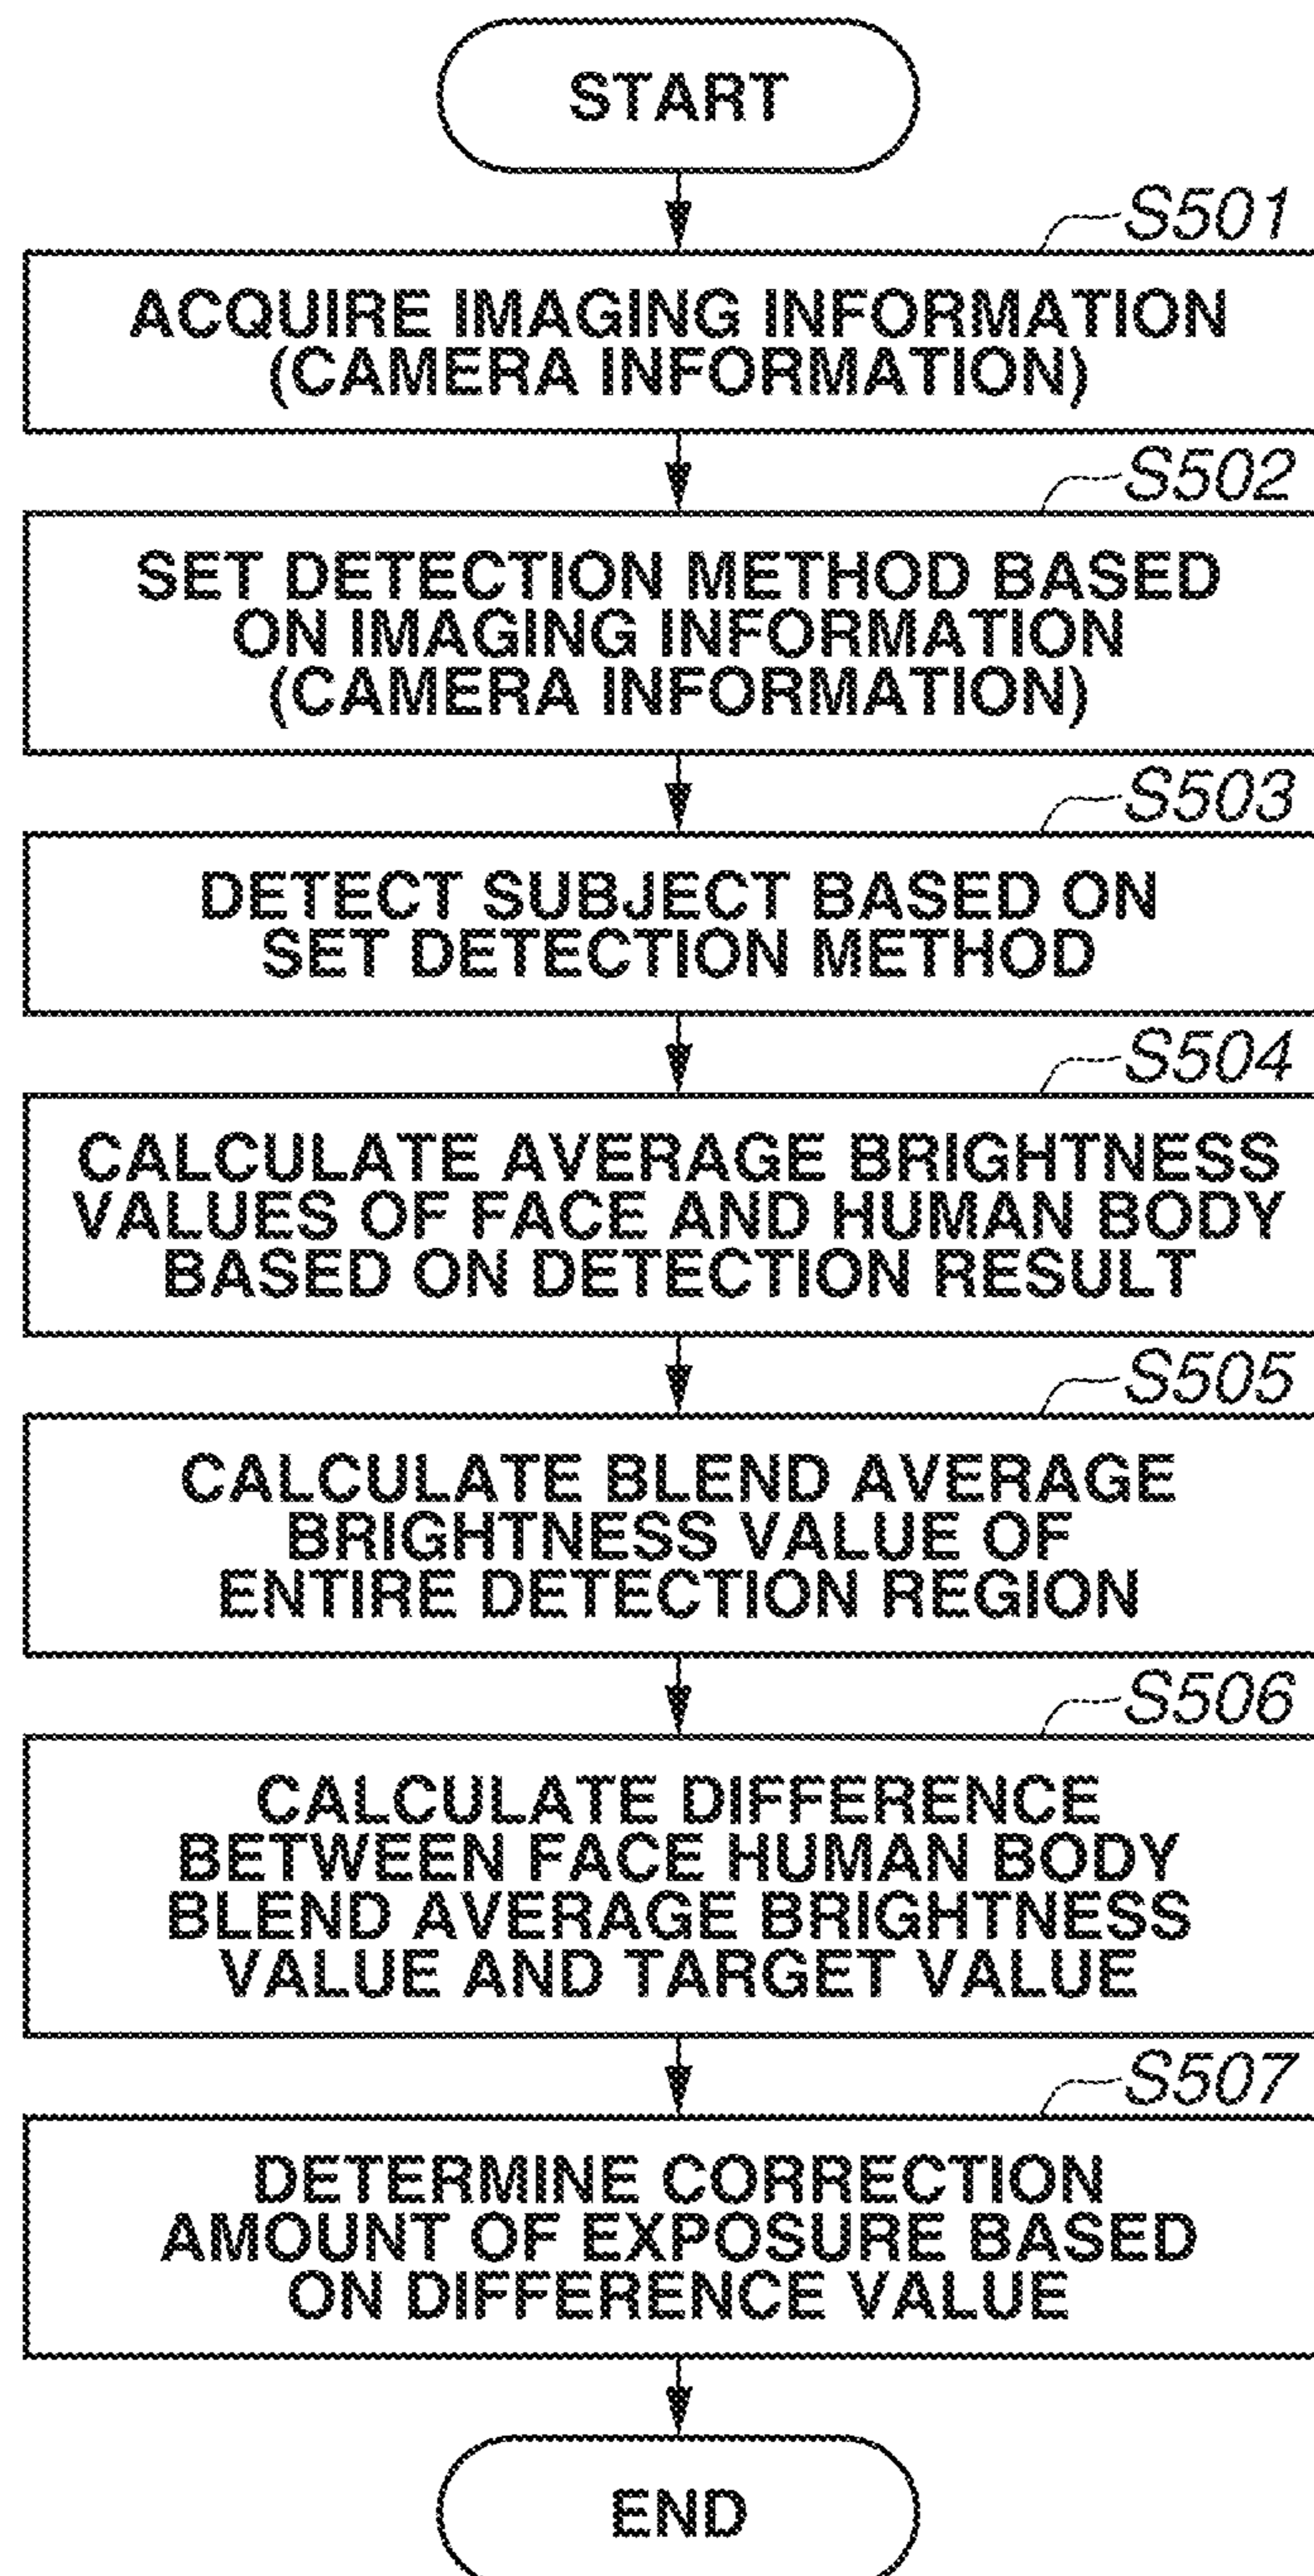 START
S501
ACQUIRE IMAGING INFORMATION
(CAMERA INFORMATION)
S502
SET DETECTION METHOD BASED
ON IMAGING INFORMATION
(CAMERA INFORMATION)
S503
DETECT SUBJECT BASED ON
SET DETECTION METHOD
S504
CALCULATE AVERAGE BRIGHTNESS
VALUES OF FACE AND HUMAN BODY
BASED ON DETECTION RESULT
S505
CALCULATE BLEND AVERAGE
BRIGHTNESS VALUE OF
ENTIRE DETECTION REGION
S506
CALCULATE DIFFERENCE
BETWEEN FACE HUMAN BODY
BLEND AVERAGE BRIGHTNESS
VALUE AND TARGET VALUE
S507
DETERMINE CORRECTION
AMOUNT OF EXPOSURE BASED
ON DIFFERENCE VALUE
END